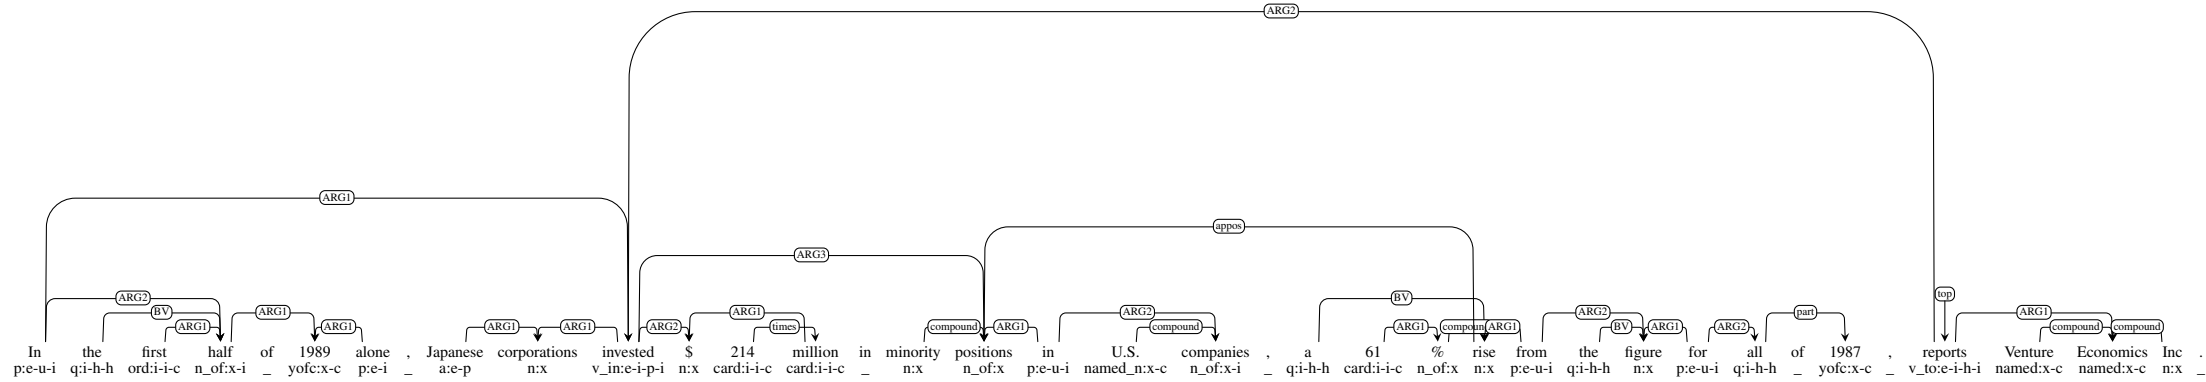 ARG2
ARG1
appos
ARG3
top
ARG2 BV
BV ARG1 ARG1 ARG2 ARG1 ARG2 part ARG1
ARG1 ARG1 ARG1 ARG1 ARG2 times compound ARG1 compound ARG1 compoun ARG1 BV ARG1 ARG2 compound compound
In the first half of 1989 alone , Japanese corporations invested $ 214 million in minority positions in U.S. companies , a 61 % rise from the figure for all of 1987 , reports Venture Economics Inc .
p:e-u-i q:i-h-h ord:i-i-c n_of:x-i _ yofc:x-c p:e-i _ a:e-p n:x v_in:e-i-p-i n:x card:i-i-c card:i-i-c _ n:x n_of:x p:e-u-i named_n:x-c n_of:x-i _ q:i-h-h card:i-i-c n_of:x n:x p:e-u-i q:i-h-h n:x p:e-u-i q:i-h-h _ yofc:x-c _ v_to:e-i-h-i named:x-c named:x-c n:x _